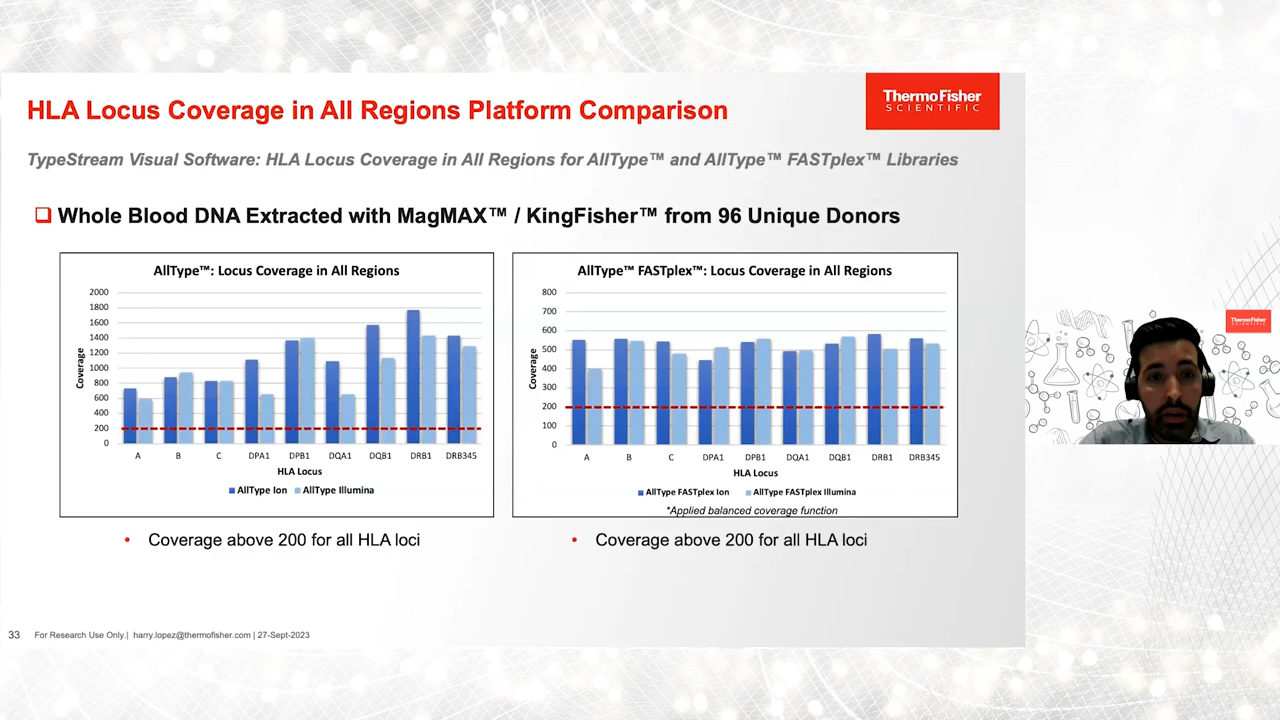 HLA Locus Coverage in All Regions Platform Comparison
ThermoFisher
SCIENTIFIC
TypeStream Visual Software: HLA Locus Coverage in All Regions for AllType™ and AllType™ FASTplex™ Libraries
Whole Blood DNA Extracted with MagMAX™ / KingFisher™ from 96 Unique Donors
AllType™: Locus Coverage in All Regions
2000
1800
1600
1400
1200
1000
800
600
400
200
0
Coverage
A B C DPA1 DPB1 DQA1 DQB1 DRB1 DRB345
HLA Locus
AllType Ion AllType Illumina
AllType™ FASTplex™: Locus Coverage in All Regions
800
700
600
500
400
300
200
100
0
Coverage
A B C DPA1 DPB1 DQA1 DQB1 DRB1 DRB345
HLA Locus
AllType FASTplex Ion AllType FASTplex Illumina
*Applied balanced coverage function
• Coverage above 200 for all HLA loci
• Coverage above 200 for all HLA loci
33 For Research Use Only.| harry.lopez@thermofisher.com | 27-Sept-2023
ThermoFisher
SCIENTIFIC